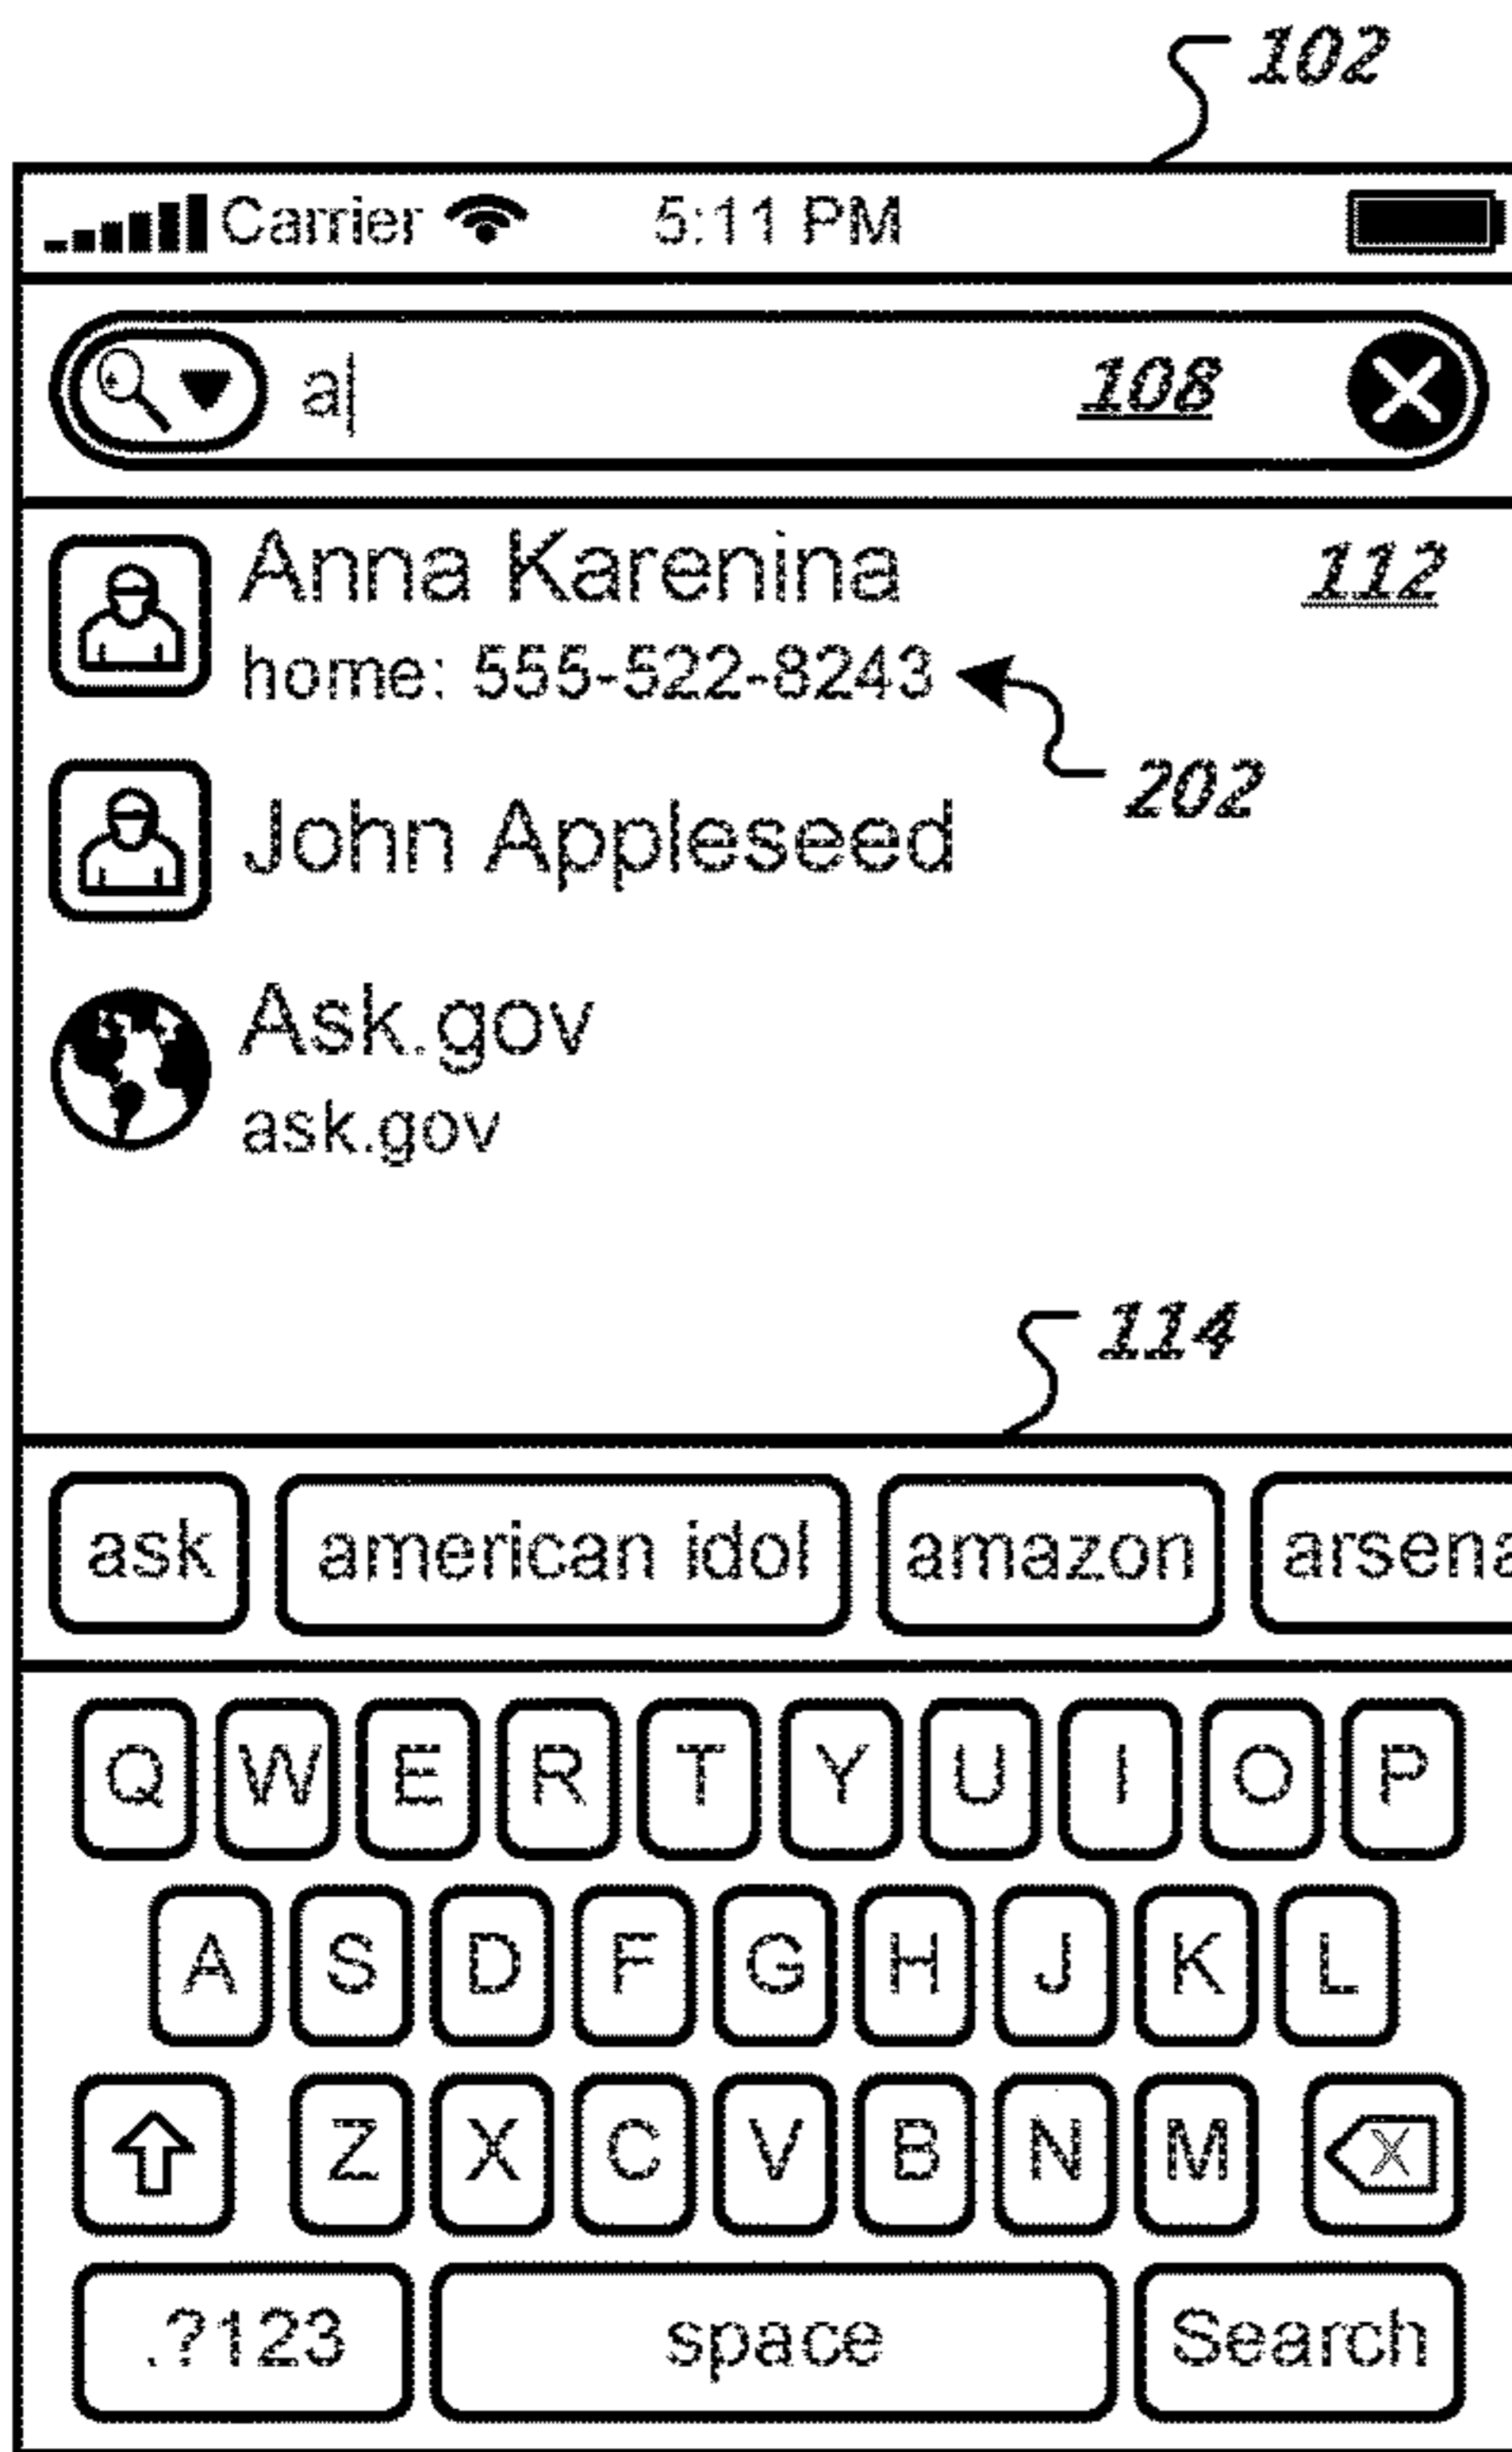 102
Carrier 5:11 PM
a 108
Anna Karenina 112
home: 555-522-8243
202
John Appleseed
Ask.gov
ask.gov
114
ask american idol amazon arsena
Q W E R T Y U I O P
A S D F G H J K L
Z X C V B N M X
.?123 space Search